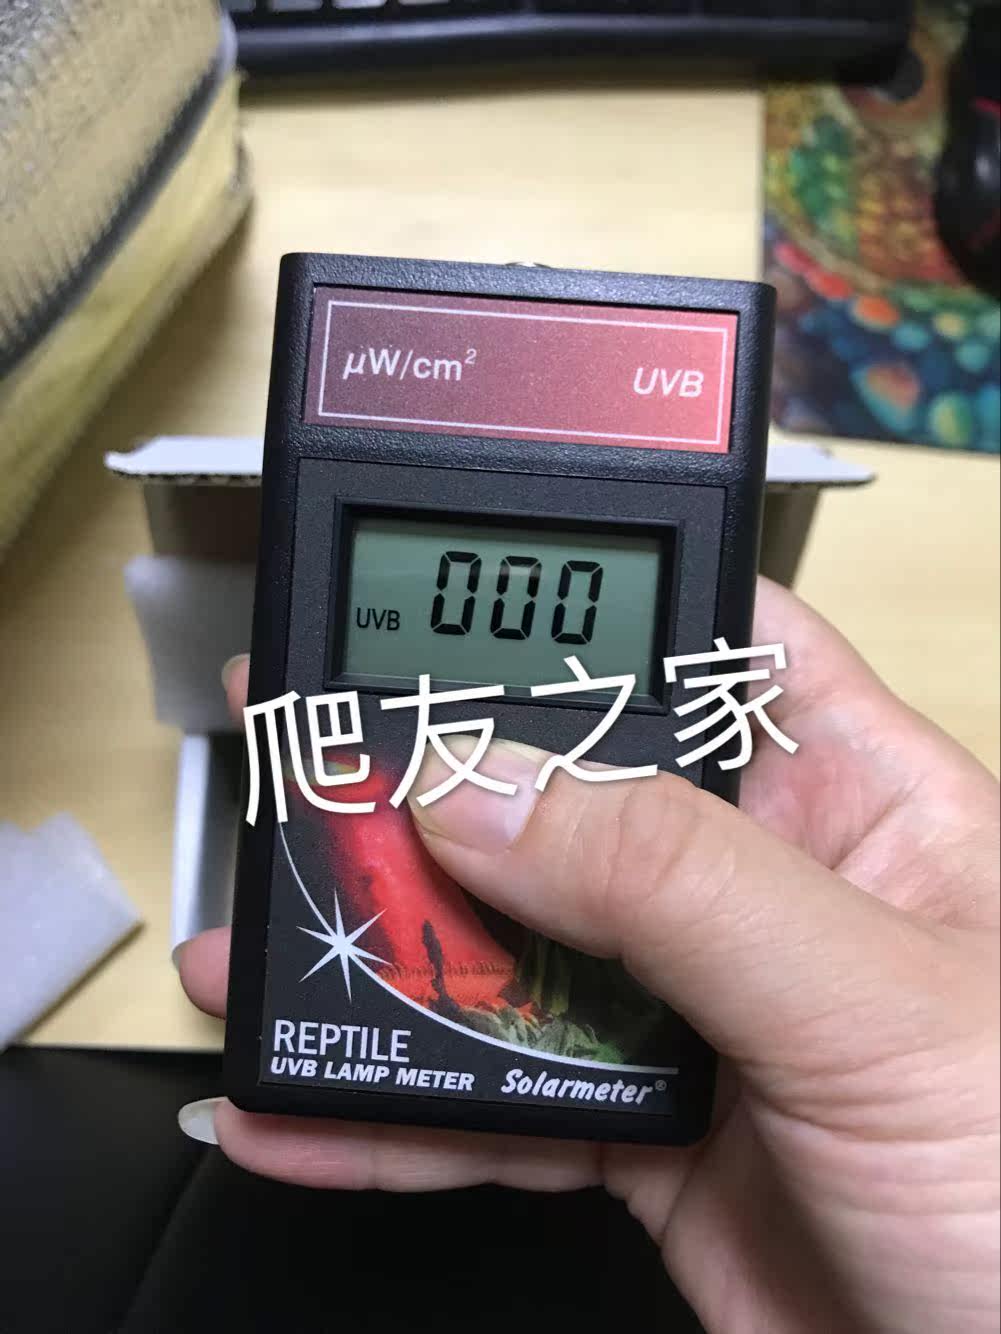 μW/cm²
UVB
UVB 000
爬友之家
REPTILE
UVB LAMP METER Solarmeter®